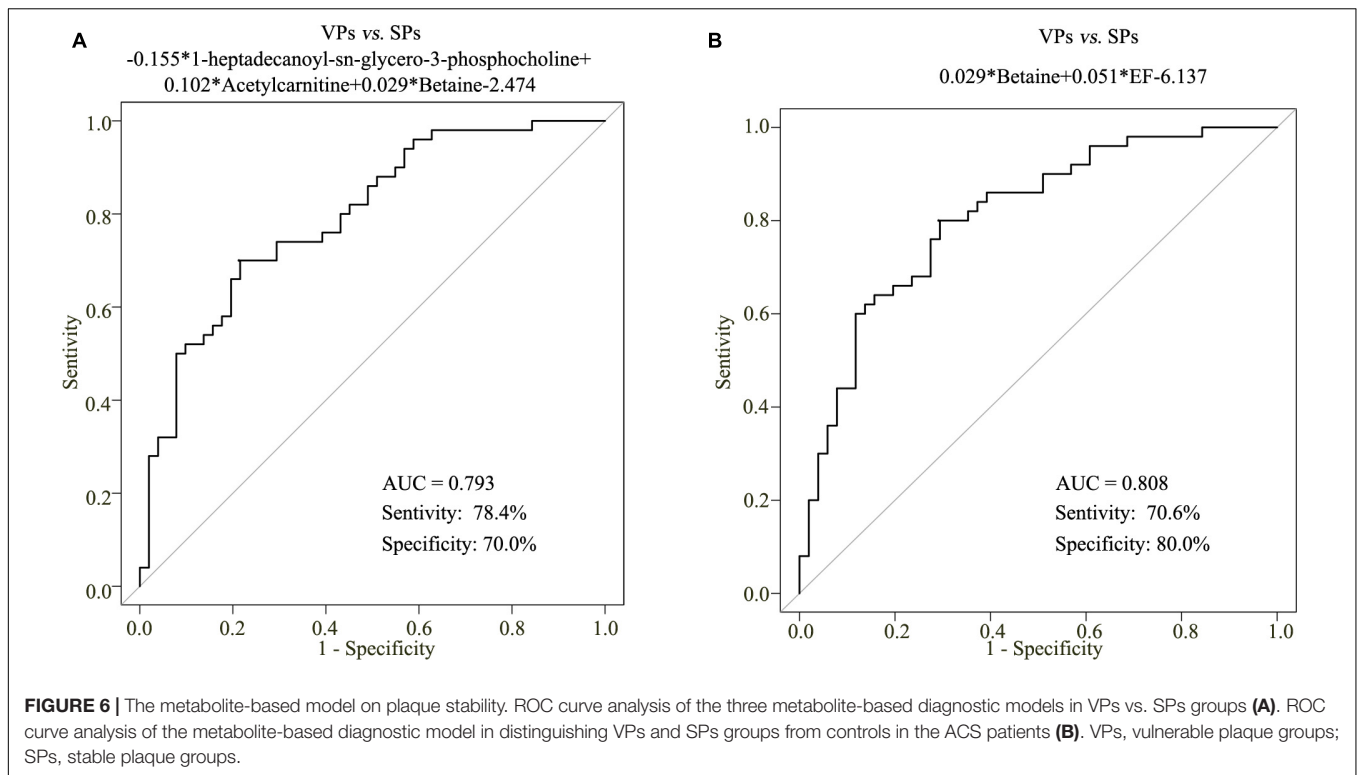 A
VPs vs. SPs
-0.155*1-heptadecanoyl-sn-glycero-3-phosphocholine+
0.102*Acetylcarnitine+0.029*Betaine-2.474
1.0
0.8
0.6
0.4
0.2
0.0
Sentivity
AUC = 0.793
Sentivity: 78.4%
Specificity: 70.0%
0.0 0.2 0.4 0.6 0.8 1.0
1 - Specificity
B
VPs vs. SPs
0.029*Betaine+0.051*EF-6.137
1.0
0.8
0.6
0.4
0.2
0.0
Sentivity
AUC = 0.808
Sentivity: 70.6%
Specificity: 80.0%
0.0 0.2 0.4 0.6 0.8 1.0
1 - Specificity
FIGURE 6 | The metabolite-based model on plaque stability. ROC curve analysis of the three metabolite-based diagnostic models in VPs vs. SPs groups (A). ROC
curve analysis of the metabolite-based diagnostic model in distinguishing VPs and SPs groups from controls in the ACS patients (B). VPs, vulnerable plaque groups;
SPs, stable plaque groups.